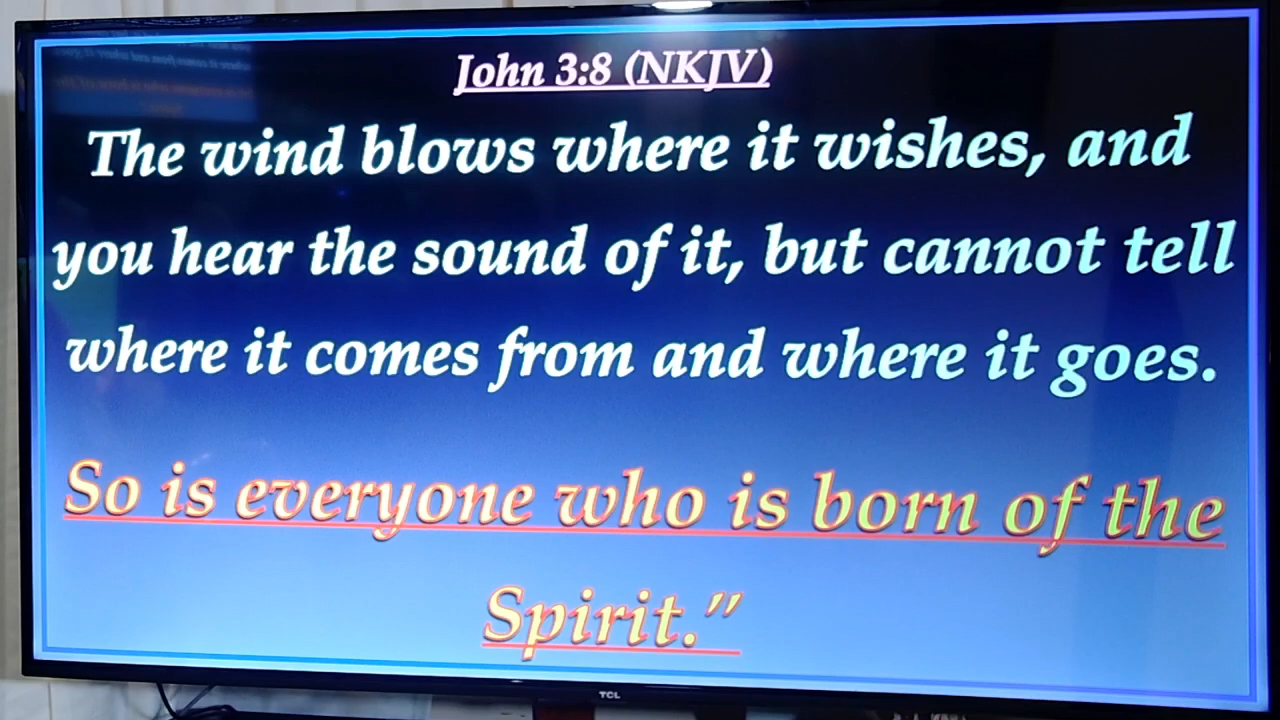 John 3:8 (NKJV)
The wind blows where it wishes, and
you hear the sound of it, but cannot tell
where it comes from and where it goes.
So is everyone who is born of the
Spirit.”
TCL